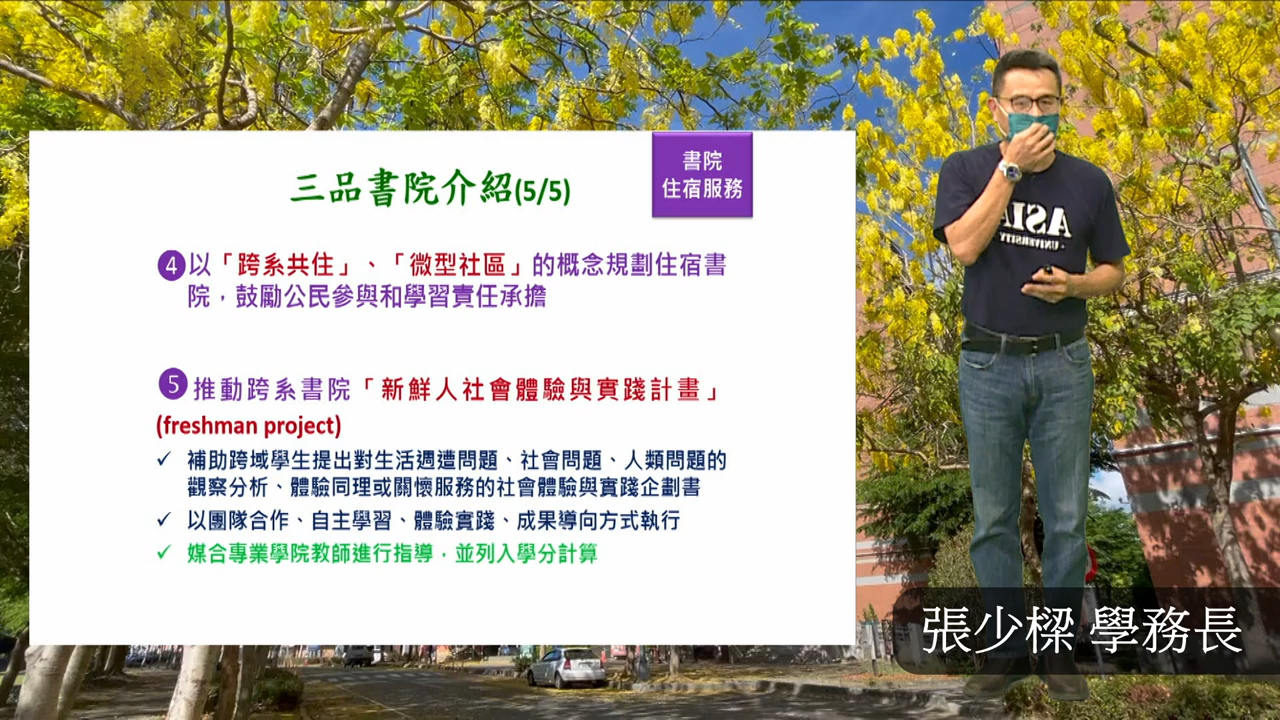 三品書院介紹(5/5)
書院
住宿服務
❹以「跨系共住」、「微型社區」的概念規劃住宿書
院，鼓勵公民參與和學習責任承擔
❺推動跨系書院「新鮮人社會體驗與實踐計畫」
(freshman project)
✓ 補助跨域學生提出對生活週遭問題、社會問題、人類問題的
觀察分析、體驗同理或關懷服務的社會體驗與實踐企劃書
✓ 以團隊合作、自主學習、體驗實踐、成果導向方式執行
✓ 媒合專業學院教師進行指導，並列入學分計算
ASIA
UNIVERSITY
張少樑 學務長